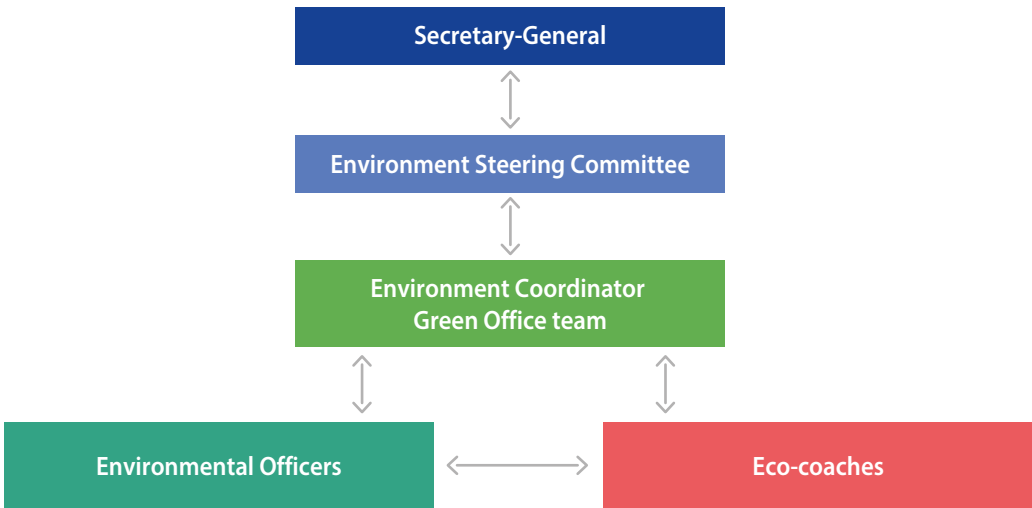 Secretary-General
Environment Steering Committee
Environment Coordinator
Green Office team
Environmental Officers
Eco-coaches